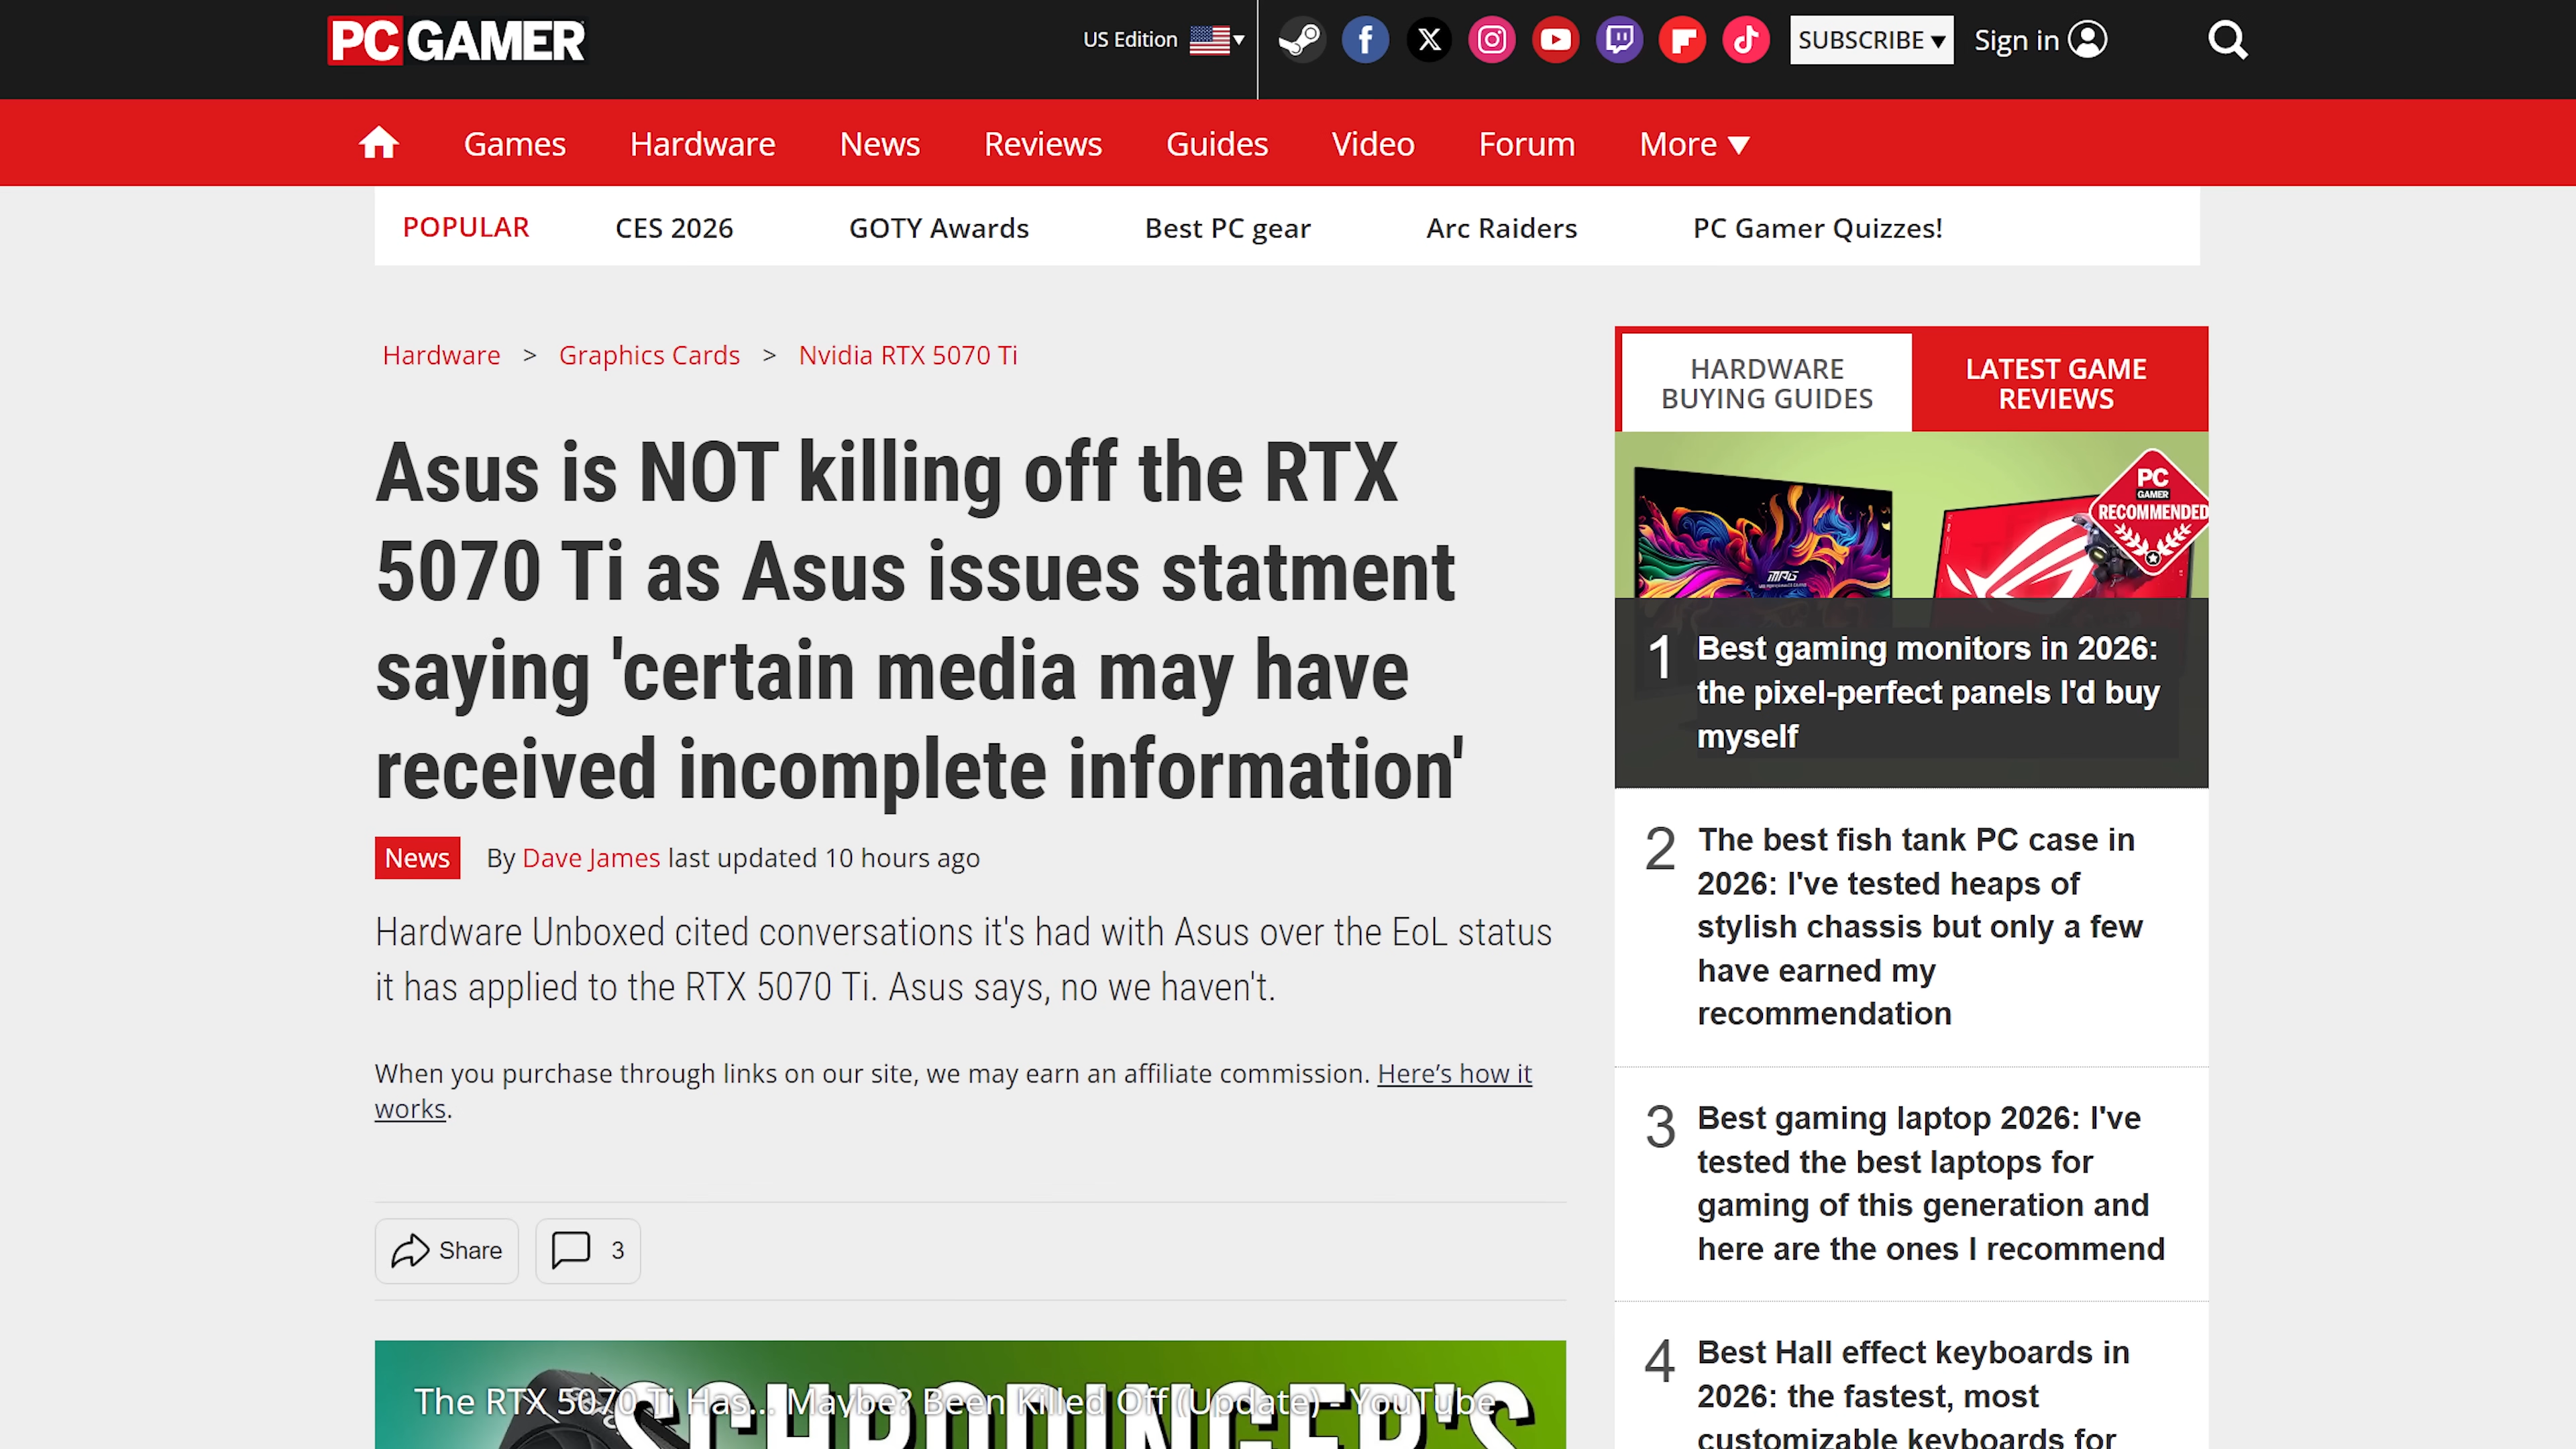 PC GAMER
US Edition
SUBSCRIBE
Sign in
Games
Hardware
News
Reviews
Guides
Video
Forum
More
POPULAR
CES 2026
GOTY Awards
Best PC gear
Arc Raiders
PC Gamer Quizzes!
Hardware > Graphics Cards > Nvidia RTX 5070 Ti
Asus is NOT killing off the RTX
5070 Ti as Asus issues statment
saying 'certain media may have
received incomplete information'
News
By Dave James last updated 10 hours ago
Hardware Unboxed cited conversations it's had with Asus over the EoL status
it has applied to the RTX 5070 Ti. Asus says, no we haven't.
When you purchase through links on our site, we may earn an affiliate commission. Here's how it
works.
Share
3
The RTX 5070 Ti Has... Maybe? Been Killed Off (Update) - YouTube
SCHRODINGER'S
HARDWARE
BUYING GUIDES
LATEST GAME
REVIEWS
MPG
PC
GAMER
RECOMMENDED
1 Best gaming monitors in 2026:
the pixel-perfect panels I'd buy
myself
2 The best fish tank PC case in
2026: I've tested heaps of
stylish chassis but only a few
have earned my
recommendation
3 Best gaming laptop 2026: I've
tested the best laptops for
gaming of this generation and
here are the ones I recommend
4 Best Hall effect keyboards in
2026: the fastest, most
customizable keyboards for